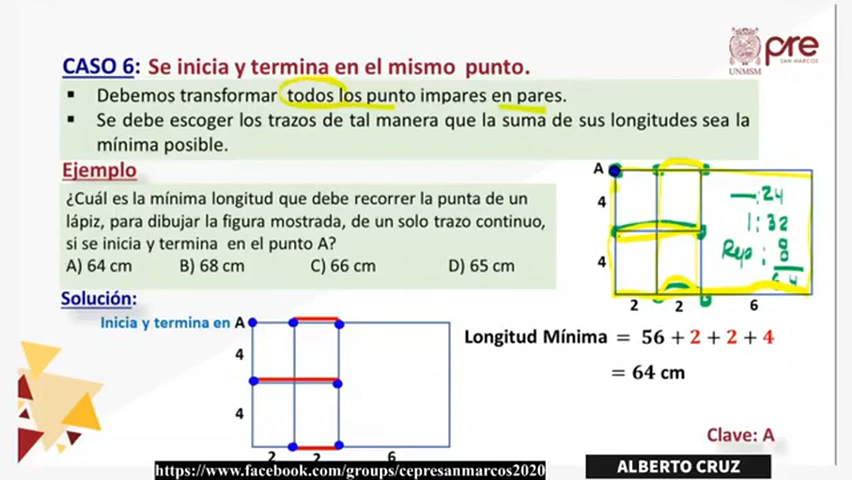 CASO 6: Se inicia y termina en el mismo punto.
UNMSM
pre
SAN MARCOS
▪ Debemos transformar todos los punto impares en pares.
▪ Se debe escoger los trazos de tal manera que la suma de sus longitudes sea la
mínima posible.
Ejemplo
¿Cuál es la mínima longitud que debe recorrer la punta de un
lápiz, para dibujar la figura mostrada, de un solo trazo continuo,
si se inicia y termina en el punto A?
A) 64 cm B) 68 cm C) 66 cm D) 65 cm
A
4
4
2 2 6
—: 24
|: 32
Rep: 8
64
Solución:
Inicia y termina en A
4
4
2 2 6
Longitud Mínima = 56 + 2 + 2 + 4
= 64 cm
Clave: A
https://www.facebook.com/groups/cepresanmarcos2020
ALBERTO CRUZ